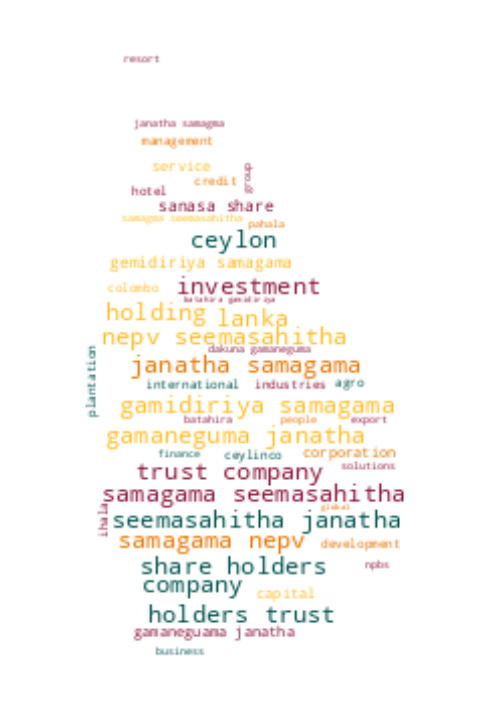 resort
janatha samagma
management
service
credit
group
hotel
sanasa share
samagma seemasahitha
pahala
ceylon
gemidiriya samagama
colombo
investment
batahira gamidiriya
holding
lanka
nepv seemasahitha
dakuna gamaneguma
plantation
janatha samagama
international
industries
agro
gamidiriya samagama
batahira
people
export
gamaneguma janatha
finance
ceylinco
corporation
trust company
solutions
samagama seemasahitha
ihala
global
seemasahitha janatha
samagama nepv
development
share holders
npbs
company
capital
holders trust
gamaneguama janatha
business